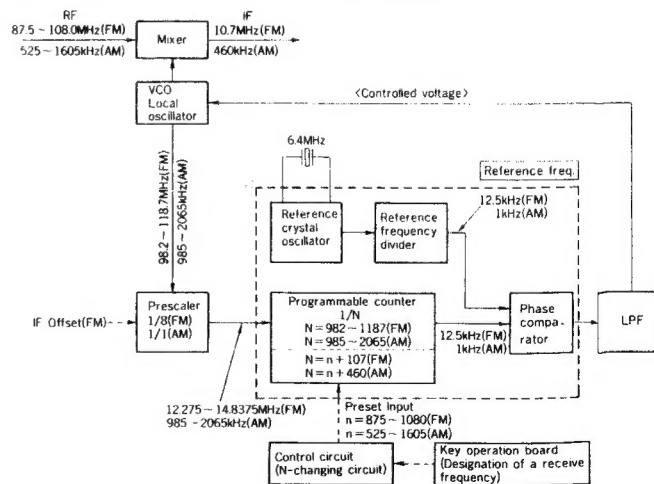 RF
87.5~108.0MHz(FM)
525~1605kHz(AM)
Mixer
IF
10.7MHz(FM)
460kHz(AM)
VCO
Local
oscillator
<Controlled voltage>
98.2~118.7MHz(FM)
985~2065kHz(AM)
6.4MHz
Reference freq.
Reference
crystal
oscillator
Reference
frequency
divider
12.5kHz(FM)
1kHz(AM)
IF Offset(FM)
Prescaler
1/8(FM)
1/1(AM)
Programmable counter
1/N
N=982~1187(FM)
N=985~2065(AM)
N=n+107(FM)
N=n+460(AM)
12.5kHz(FM)
1kHz(AM)
Phase
compa-
rator
LPF
12.275~14.8375MHz(FM)
985~2065kHz(AM)
Preset Input
n=875~1080(FM)
n=525~1605(AM)
Control circuit
(N-changing circuit)
Key operation board
(Designation of a receive
frequency)